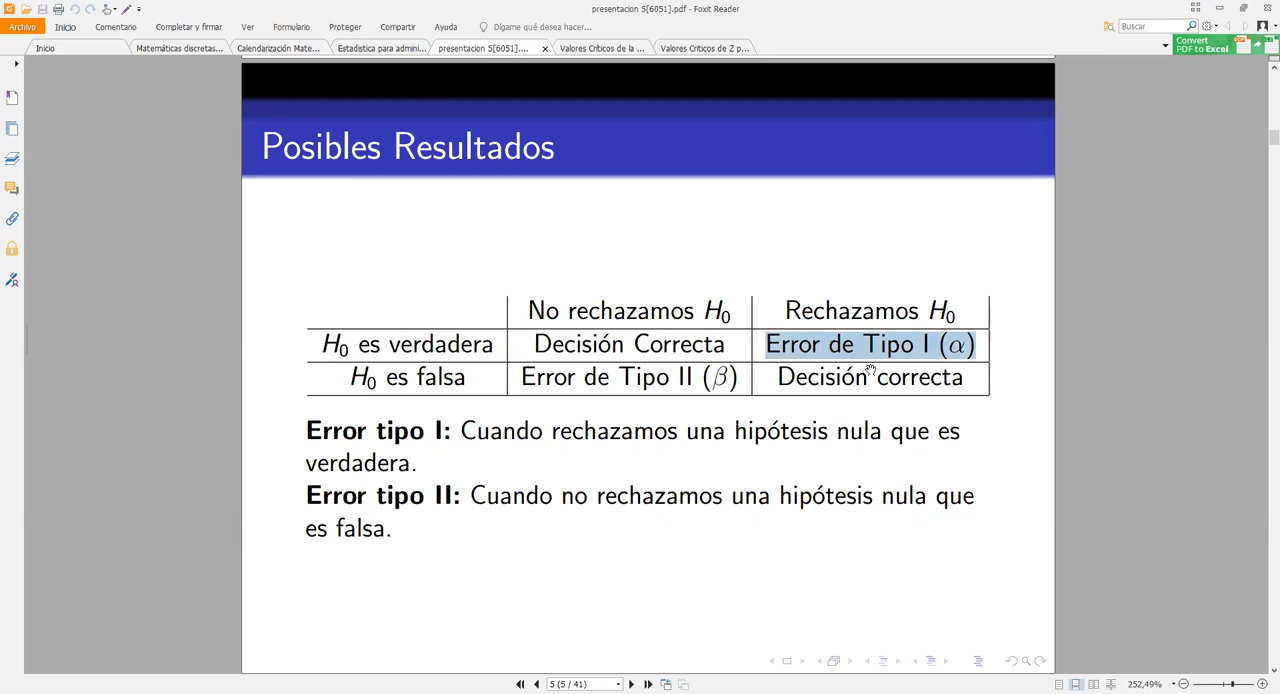 presentacion 5[6051].pdf - Foxit Reader
Archivo Inicio Comentario Completar y firmar Ver Formulario Proteger Compartir Ayuda Dígame qué desea hacer... Buscar
Inicio Matemáticas discretas... Calendarización Mate... Estadistica para admini... presentacion 5[6051].... Valores Críticos de la ... Valores Criticos de Z p...
Convert
PDF to Excel
Posibles Resultados
No rechazamos H0 Rechazamos H0
H0 es verdadera Decisión Correcta Error de Tipo I (α)
H0 es falsa Error de Tipo II (β) Decisión correcta
Error tipo I: Cuando rechazamos una hipótesis nula que es
verdadera.
Error tipo II: Cuando no rechazamos una hipótesis nula que
es falsa.
5 (5 / 41) 252,49%